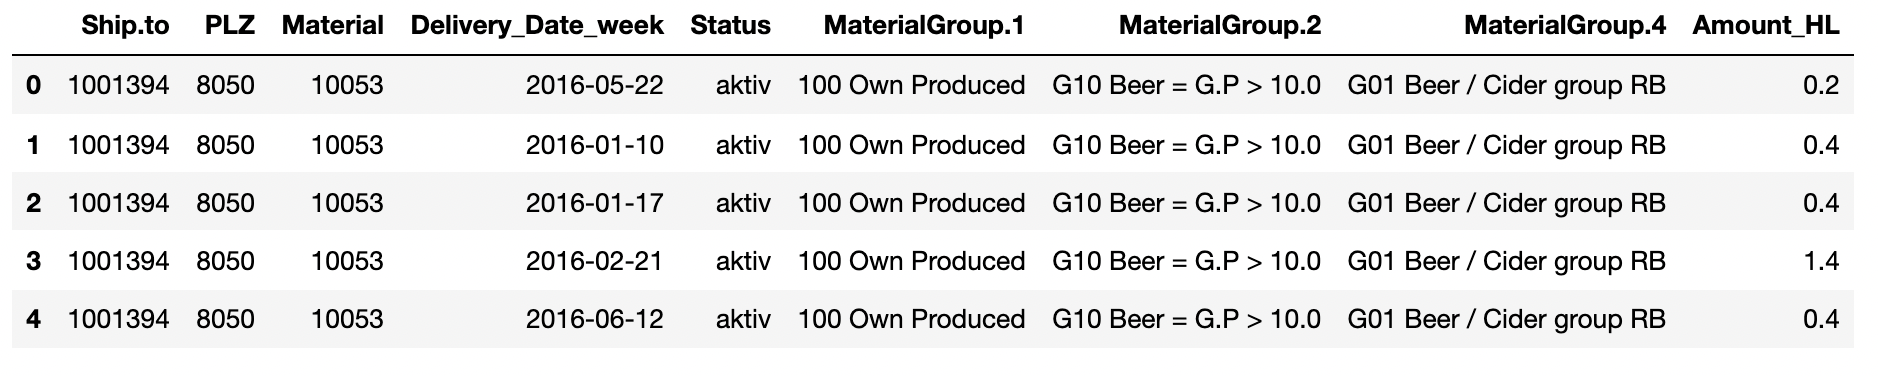 Ship.to PLZ Material Delivery_Date_week Status MaterialGroup.1 MaterialGroup.2 MaterialGroup.4 Amount_HL
0 1001394 8050 10053 2016-05-22 aktiv 100 Own Produced G10 Beer = G.P > 10.0 G01 Beer / Cider group RB 0.2
1 1001394 8050 10053 2016-01-10 aktiv 100 Own Produced G10 Beer = G.P > 10.0 G01 Beer / Cider group RB 0.4
2 1001394 8050 10053 2016-01-17 aktiv 100 Own Produced G10 Beer = G.P > 10.0 G01 Beer / Cider group RB 0.4
3 1001394 8050 10053 2016-02-21 aktiv 100 Own Produced G10 Beer = G.P > 10.0 G01 Beer / Cider group RB 1.4
4 1001394 8050 10053 2016-06-12 aktiv 100 Own Produced G10 Beer = G.P > 10.0 G01 Beer / Cider group RB 0.4